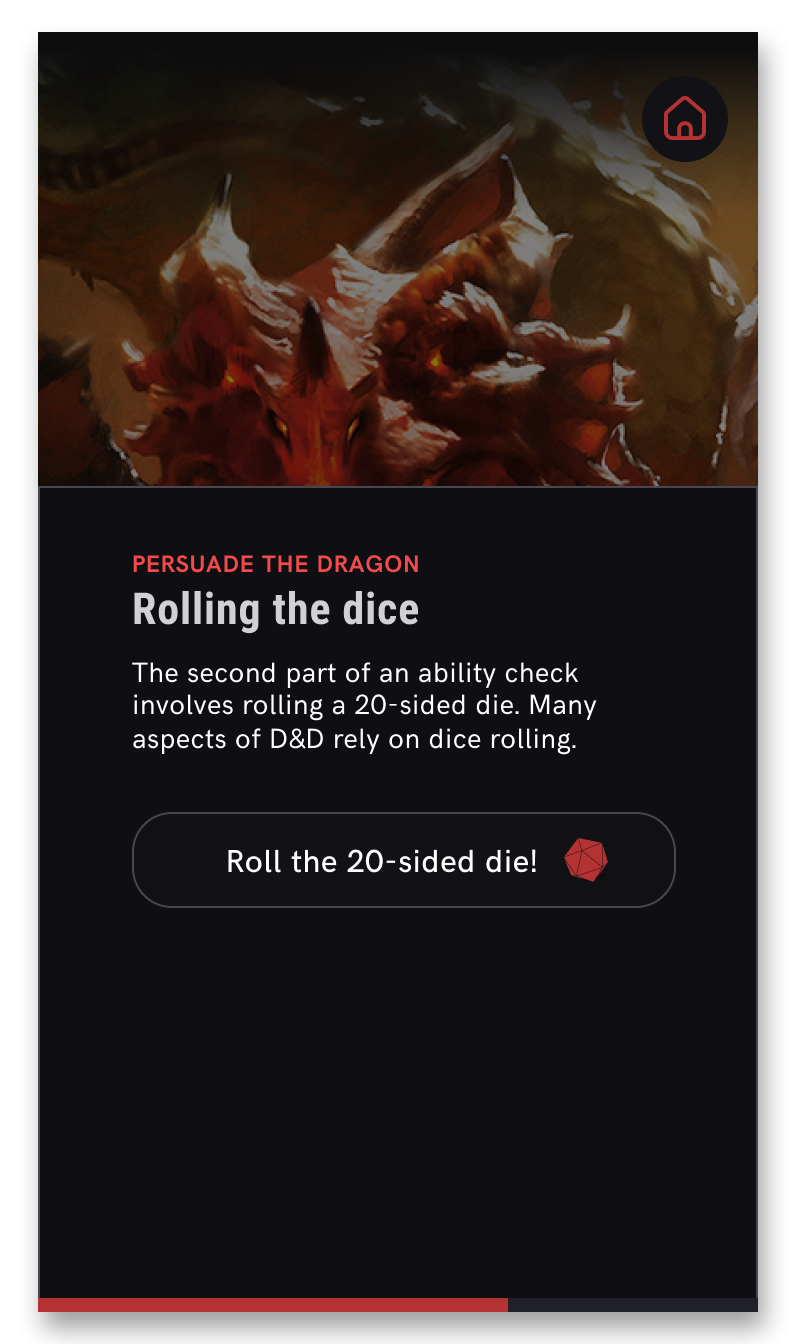 PERSUADE THE DRAGON
Rolling the dice
The second part of an ability check
involves rolling a 20-sided die. Many
aspects of D&D rely on dice rolling.
Roll the 20-sided die!